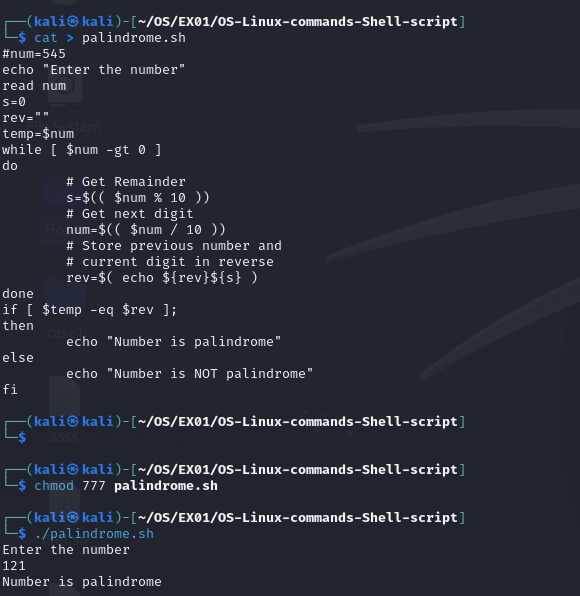 ┌──(kali㉿kali)-[~/OS/EX01/OS-Linux-commands-Shell-script]
└─$ cat > palindrome.sh
#num=545
echo "Enter the number"
read num
s=0
rev=""
temp=$num
while [ $num -gt 0 ]
do
        # Get Remainder
        s=$(( $num % 10 ))
        # Get next digit
        num=$(( $num / 10 ))
        # Store previous number and
        # current digit in reverse
        rev=$( echo ${rev}${s} )
done
if [ $temp -eq $rev ];
then
        echo "Number is palindrome"
else
        echo "Number is NOT palindrome"
fi
┌──(kali㉿kali)-[~/OS/EX01/OS-Linux-commands-Shell-script]
└─$
┌──(kali㉿kali)-[~/OS/EX01/OS-Linux-commands-Shell-script]
└─$ chmod 777 palindrome.sh
┌──(kali㉿kali)-[~/OS/EX01/OS-Linux-commands-Shell-script]
└─$ ./palindrome.sh
Enter the number
121
Number is palindrome